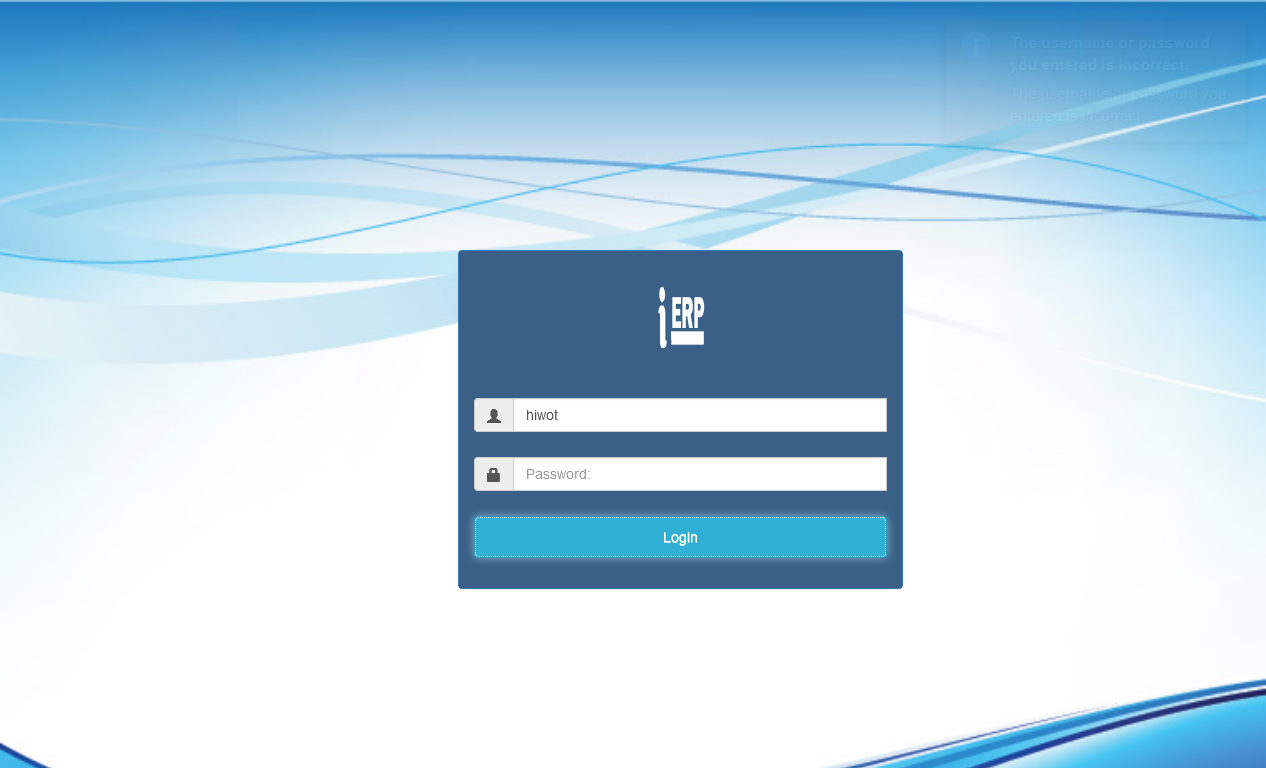 The username or password
you entered is incorrect.
The username or password you
entered is incorrect.
i ERP
hiwot
Password:
Login